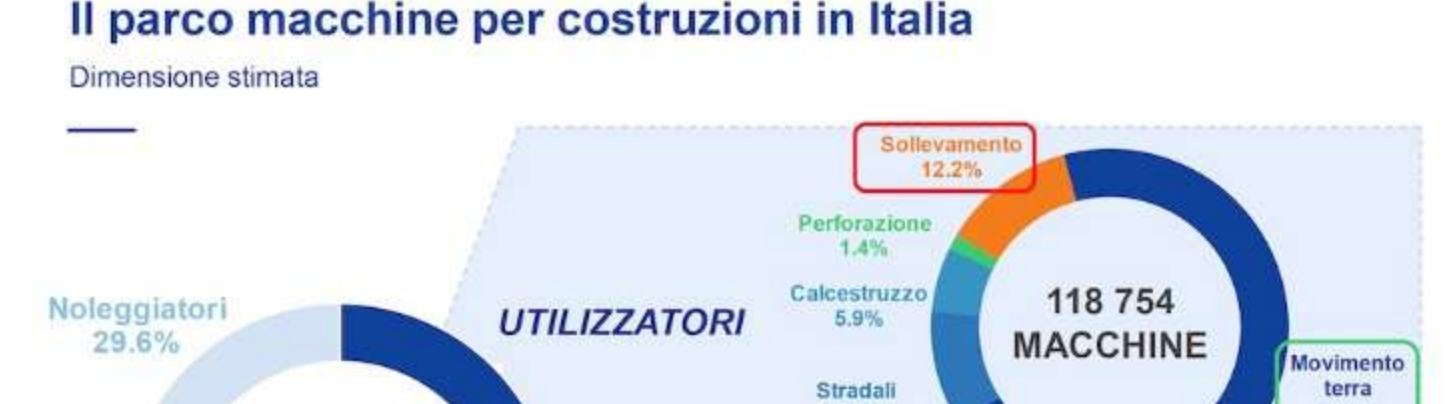 Il parco macchine per costruzioni in Italia
Dimensione stimata
Sollevamento
12.2%
Perforazione
1.4%
Noleggiatori
29.6%
UTILIZZATORI
Calcestruzzo
5.9%
118 754
MACCHINE
Movimento
terra
Stradali